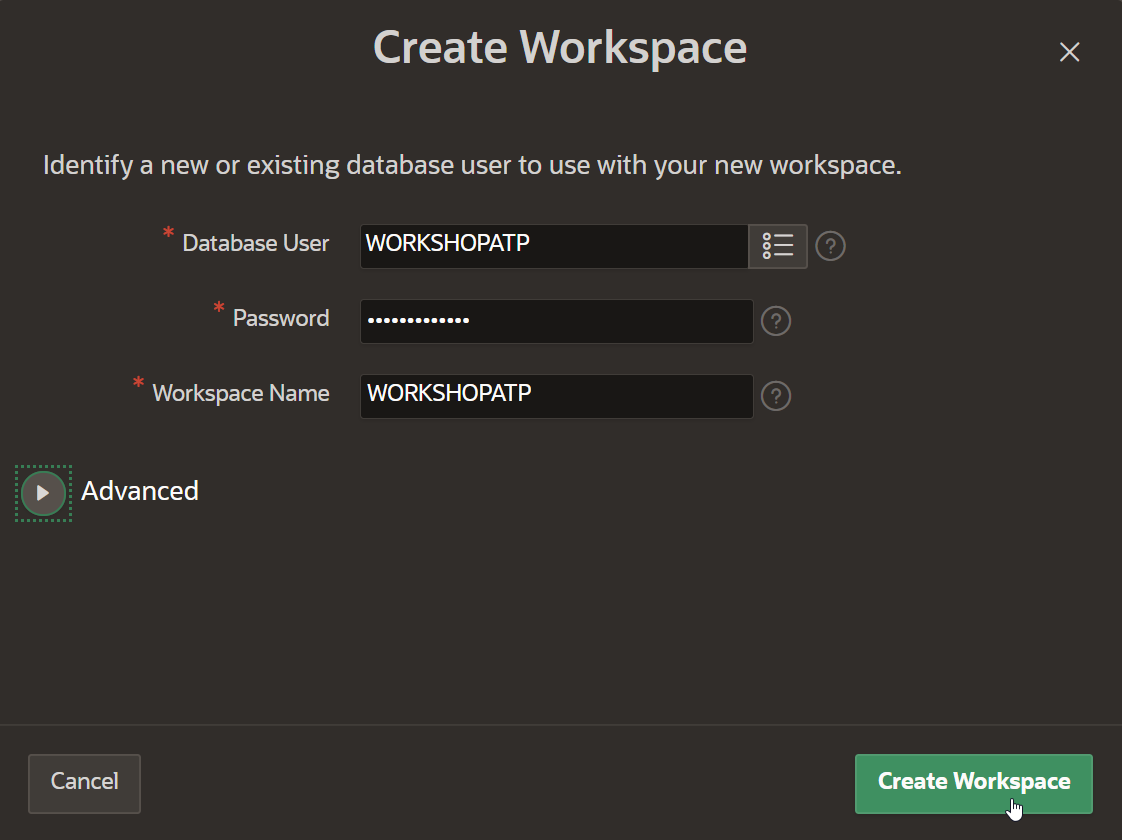 Create Workspace
Identify a new or existing database user to use with your new workspace.
* Database User WORKSHOPATP ?
* Password ••••••••••••• ?
* Workspace Name WORKSHOPATP ?
Advanced
Cancel Create Workspace